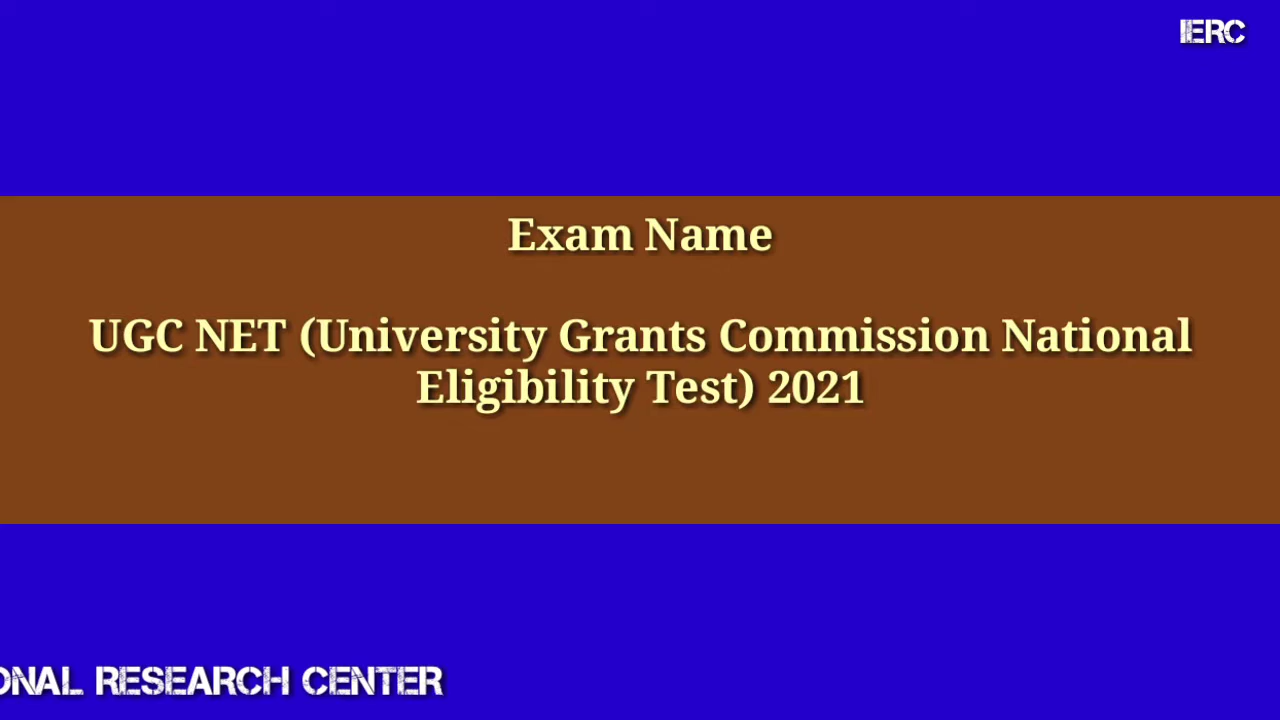 IERC
Exam Name
UGC NET (University Grants Commission National
Eligibility Test) 2021
ONAL RESEARCH CENTER